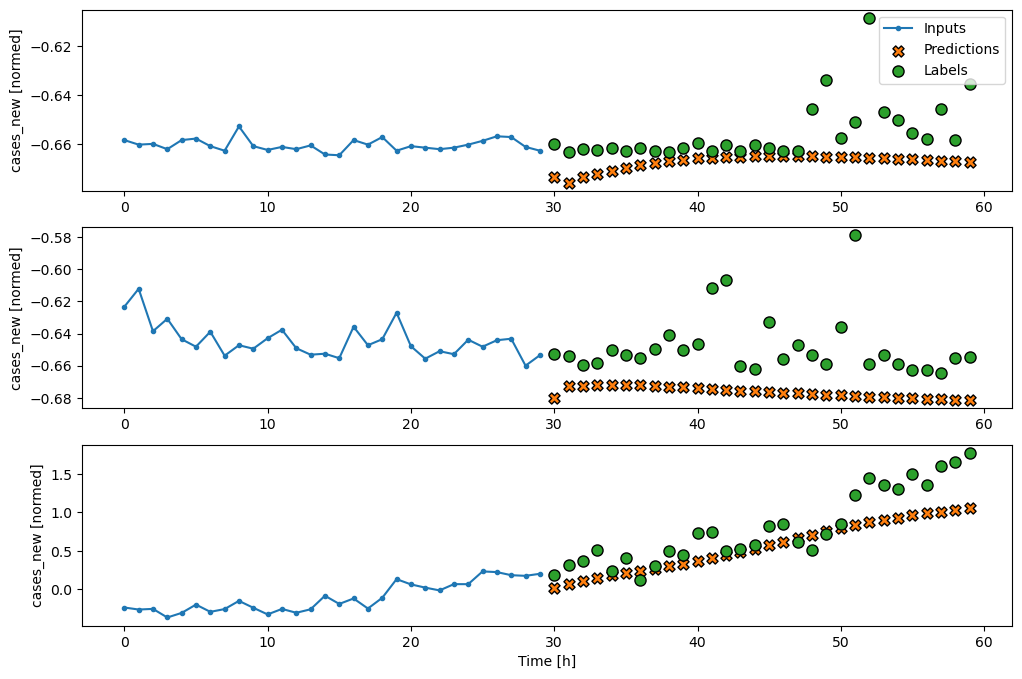 cases_new [normed]
−0.62
−0.64
−0.66
0 10 20 30 40 50 60
Inputs
Predictions
Labels
cases_new [normed]
−0.58
−0.60
−0.62
−0.64
−0.66
−0.68
0 10 20 30 40 50 60
cases_new [normed]
1.5
1.0
0.5
0.0
0 10 20 30 40 50 60
Time [h]